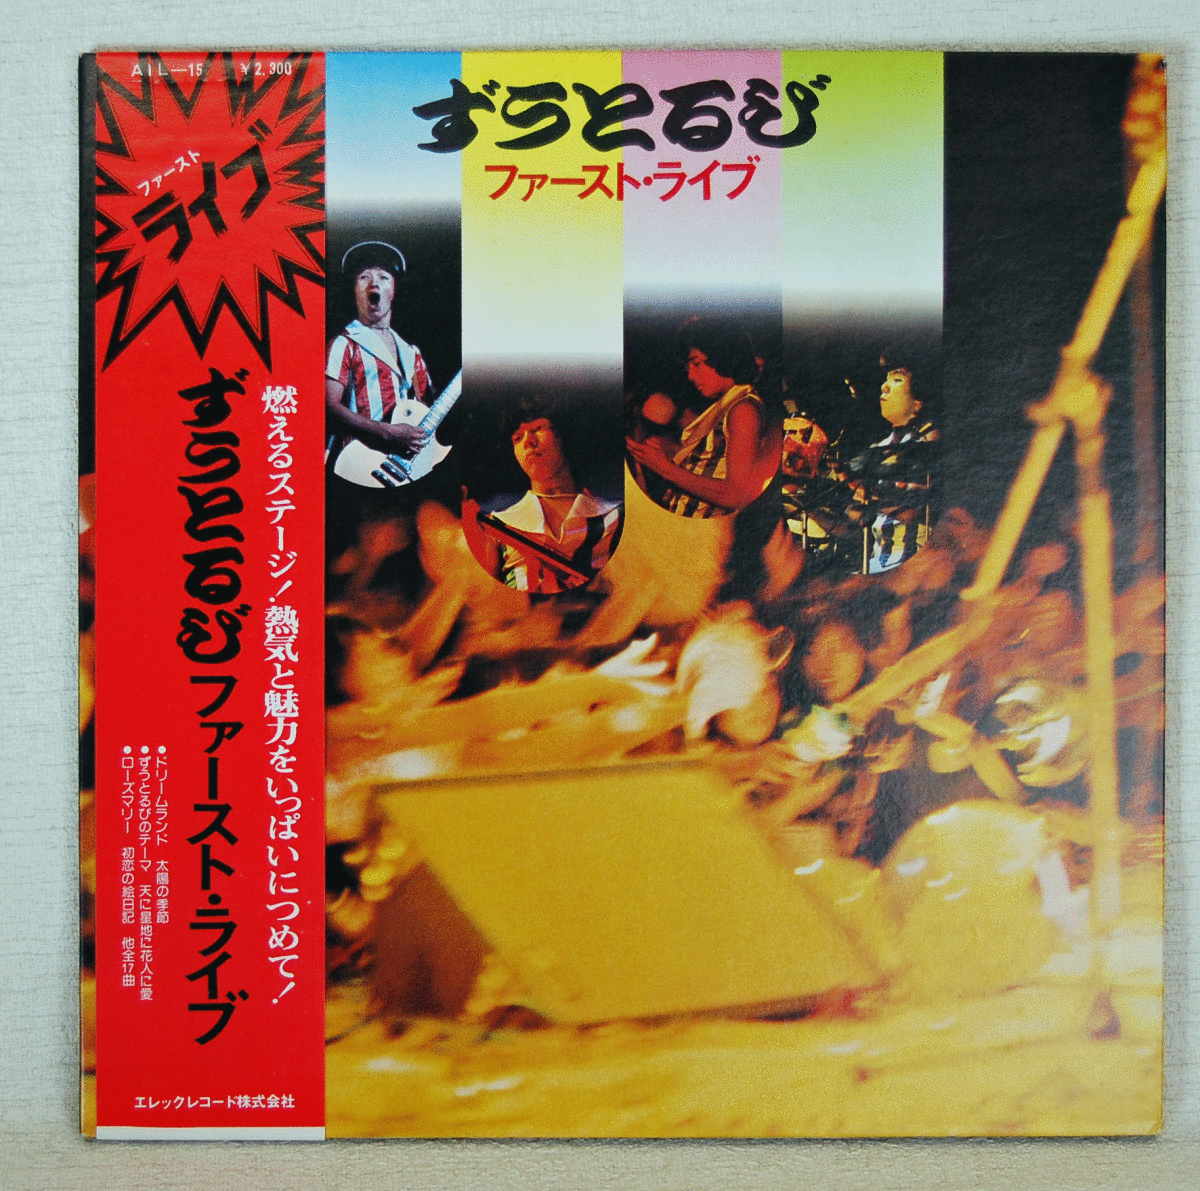 AIL—15 ¥2,300
ファースト
ライブ
燃えるステージ！熱気と魅力をいっぱいにつめて！
ずうとるび ファースト・ライブ
●ドリームランド 太陽の季節
●ずうとるびのテーマ 天に星地に花人に愛
●ローズマリー 初恋の絵日記 他全17曲
エレックレコード株式会社
ずうとるび
ファースト・ライブ